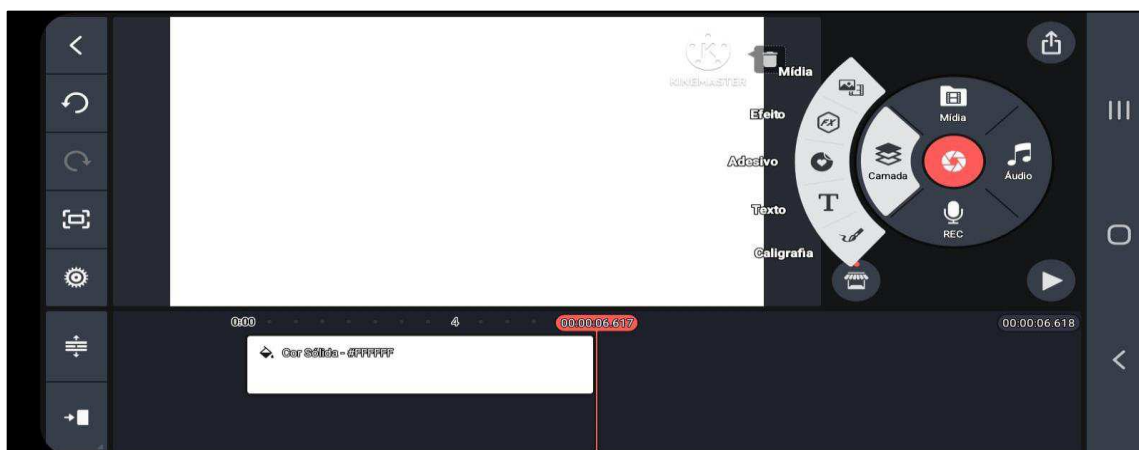 KINEMASTER
Mídia
Efeito
Adesivo
Texto
Caligrafia
Mídia
Camada
Áudio
REC
0:00
4
00:00:06.617
00:00:06.618
Cor Sólida - #FFFFFF